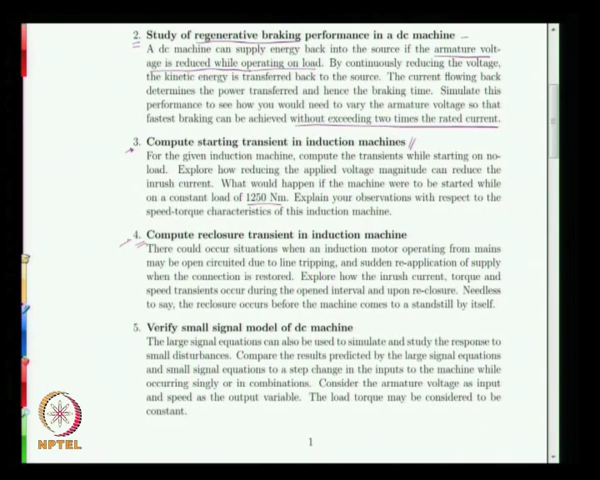 2. Study of regenerative braking performance in a dc machine
A dc machine can supply energy back into the source if the armature volt-
age is reduced while operating on load. By continuously reducing the voltage,
the kinetic energy is transferred back to the source. The current flowing back
determines the power transferred and hence the braking time. Simulate this
performance to see how you would need to vary the armature voltage so that
fastest braking can be achieved without exceeding two times the rated current.
3. Compute starting transient in induction machines
For the given induction machine, compute the transients while starting on no-
load. Explore how reducing the applied voltage magnitude can reduce the
inrush current. What would happen if the machine were to be started while
on a constant load of 1250 Nm. Explain your observations with respect to the
speed-torque characteristics of this induction machine.
4. Compute reclosure transient in induction machine
There could occur situations when an induction motor operating from mains
may be open circuited due to line tripping, and sudden re-application of supply
when the connection is restored. Explore how the inrush current, torque and
speed transients occur during the opened interval and upon re-closure. Needless
to say, the reclosure occurs before the machine comes to a standstill by itself.
5. Verify small signal model of dc machine
The large signal equations can also be used to simulate and study the response to
small disturbances. Compare the results predicted by the large signal equations
and small signal equations to a step change in the inputs to the machine while
occurring singly or in combinations. Consider the armature voltage as input
and speed as the output variable. The load torque may be considered to be
constant.
1
NPTEL